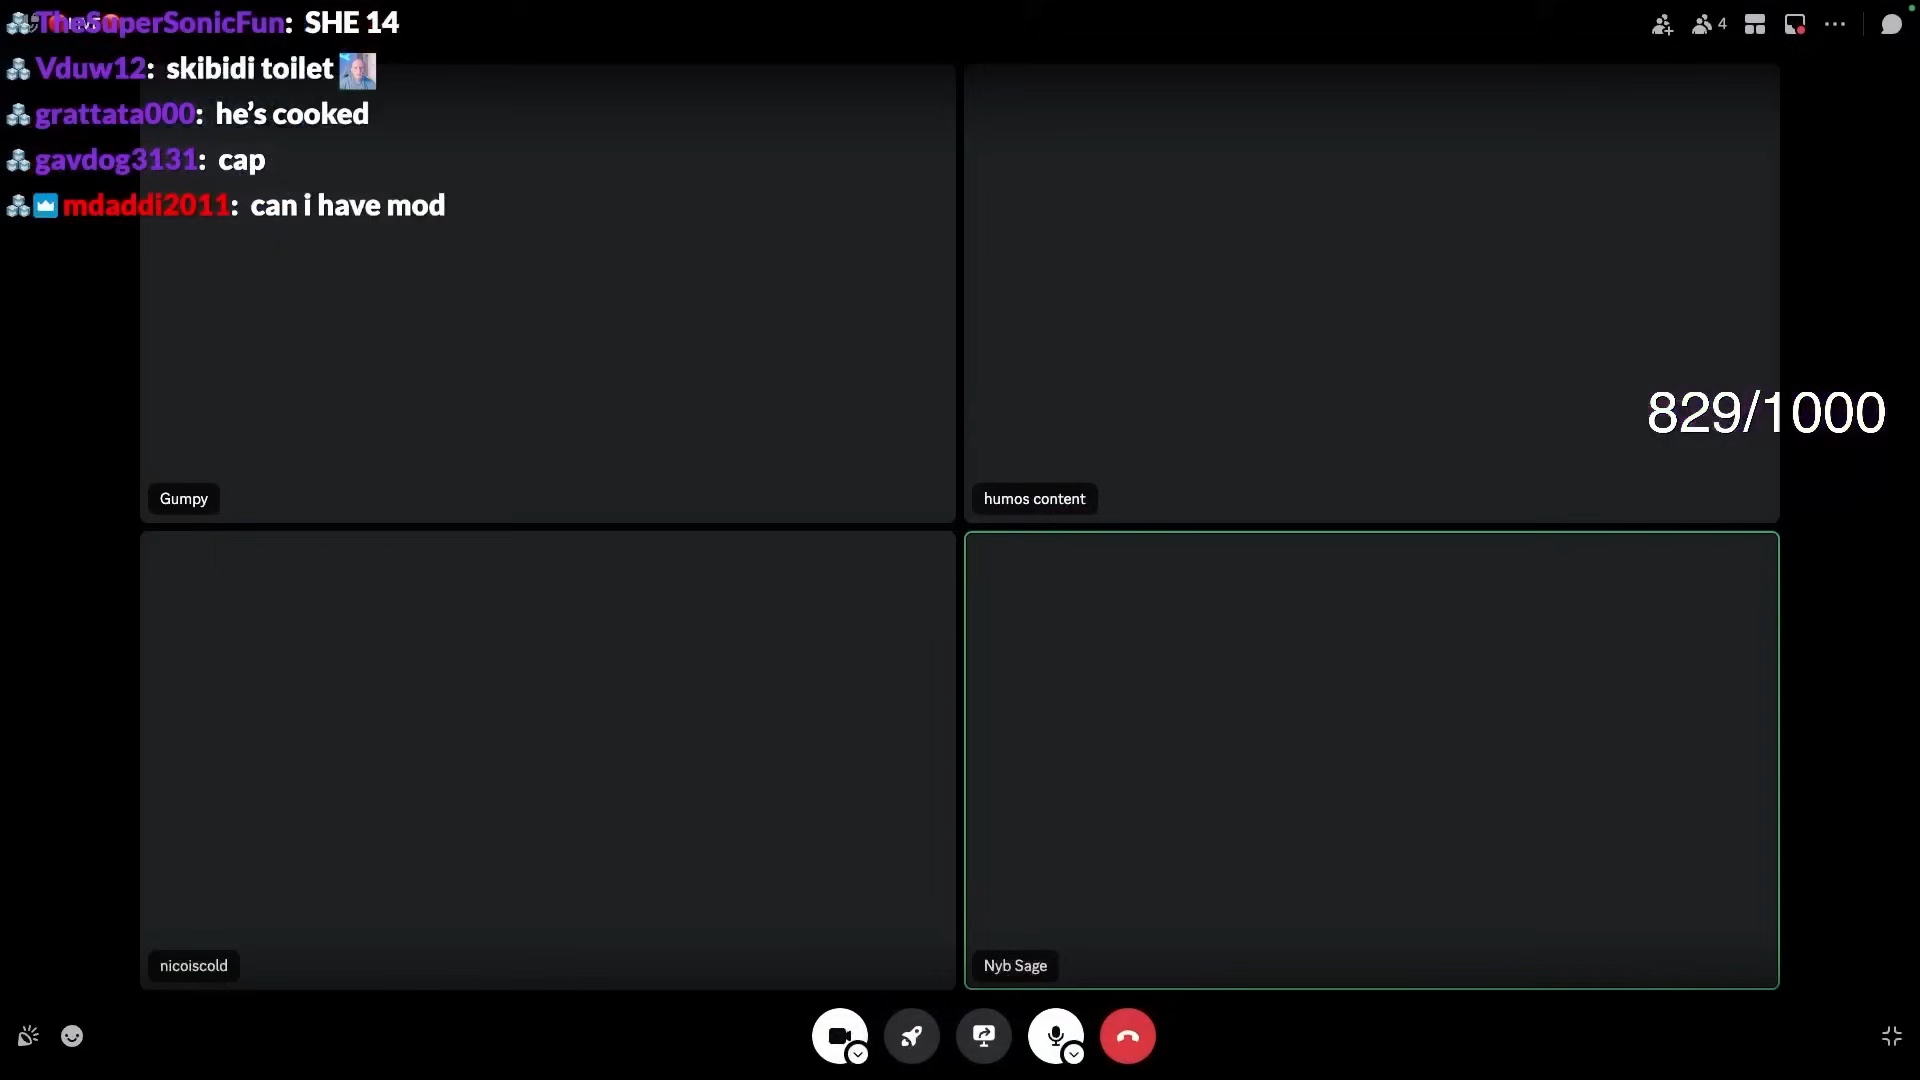 TheSuperSonicFun: SHE 14
4
Vduw12: skibidi toilet
grattata000: he's cooked
gavdog3131: cap
mdaddi2011: can i have mod
829/1000
Gumpy
humos content
nicoiscold
Nyb Sage